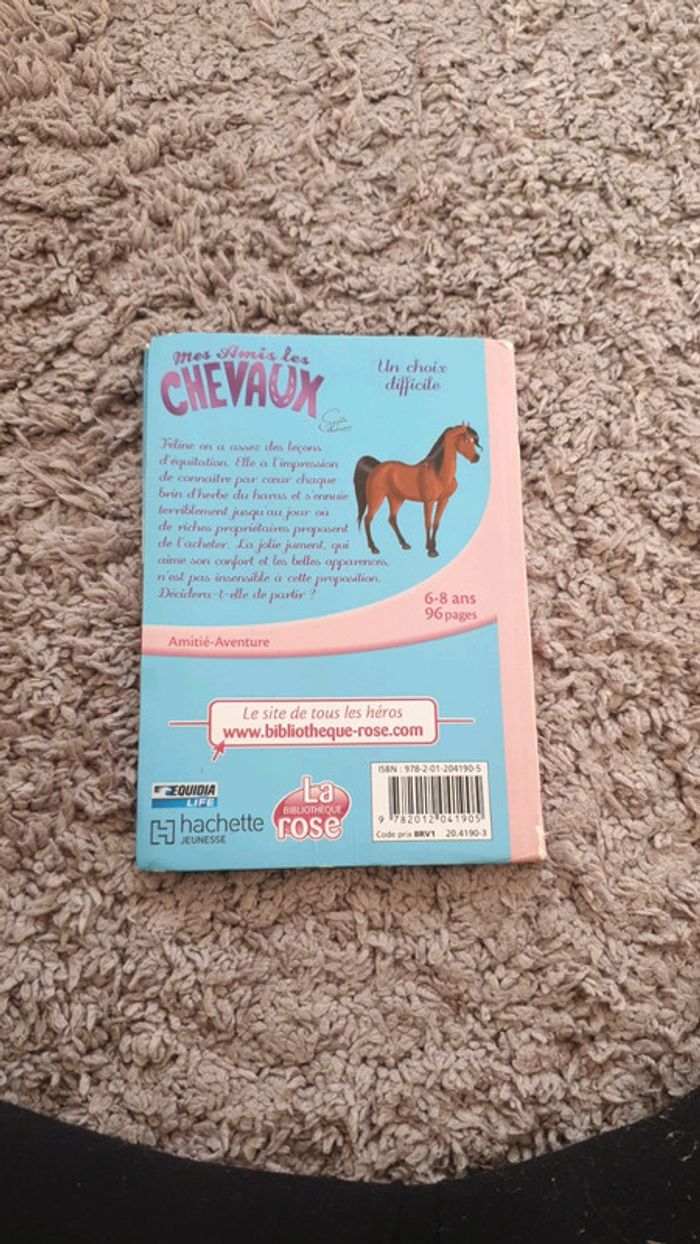 Mes Amis les
CHEVAUX
Sophie
Un choix
difficile
Féline en a assez des leçons
d'équitation. Elle a l'impression
de connaître par cœur chaque
brin d'herbe du haras et s'ennuie
terriblement jusqu'au jour où
de riches propriétaires proposent
de l'acheter. La jolie jument, qui
aime son confort et les belles apparences,
n'est pas insensible à cette proposition.
Décidera-t-elle de partir ?
6-8 ans
96 pages
Amitié-Aventure
Le site de tous les héros
www.bibliotheque-rose.com
EQUIDIA
LIFE
hachette
JEUNESSE
La
BIBLIOTHÈQUE
rose
ISBN : 978-2-01-204190-5
9 782012 041905
Code prix BRV1 20.4190-3